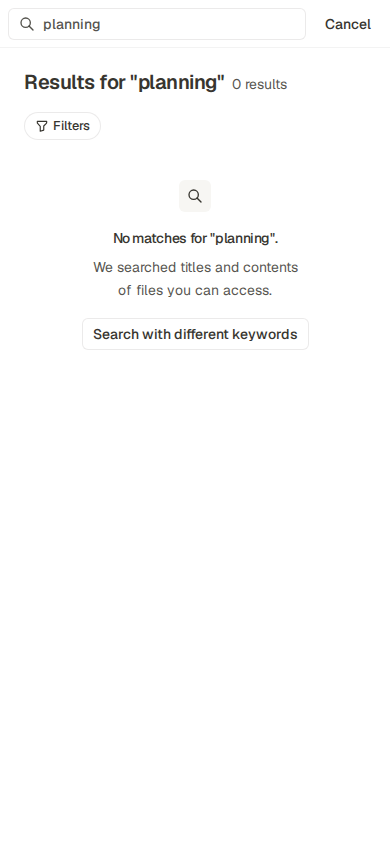 planning
Cancel
Results for "planning" 0 results
Filters
No matches for "planning".
We searched titles and contents
of files you can access.
Search with different keywords